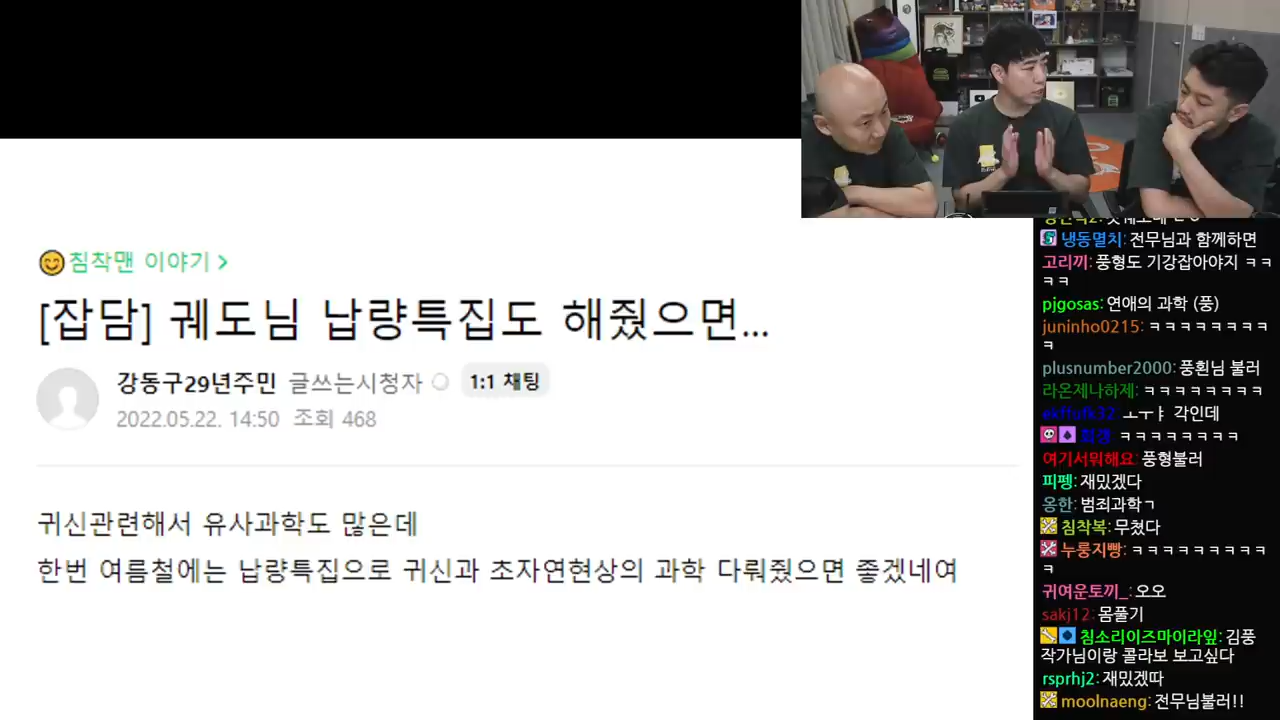 침착맨 이야기 >
[잡담] 궤도님 납량특집도 해줬으면...
강동구29년주민 글쓰는시청자 1:1 채팅
2022.05.22. 14:50 조회 468
귀신관련해서 유사과학도 많은데
한번 여름철에는 납량특집으로 귀신과 초자연현상의 과학 다뤄줬으면 좋겠네여
냉동멸치: 전무님과 함께하면
고리끼: 풍형도 기강잡아야지 ㅋㅋ
ㅋㅋ
pjgosas: 연애의 과학 (풍)
juninho0215: ㅋㅋㅋㅋㅋㅋㅋㅋ
ㅋ
plusnumber2000: 풍횐님 불러
라온제나하제: ㅋㅋㅋㅋㅋㅋㅋㅋ
ekffufk32: ㅗㅜㅑ 각인데
ㅋㅋㅋㅋㅋㅋㅋㅋ
여기서뭐해요: 풍형불러
피펭: 재밌겠다
옹한: 범죄과학ㄱ
침착복: 무쳤다
누룽지빵: ㅋㅋㅋㅋㅋㅋㅋㅋㅋ
ㅋ
귀여운토끼_: 오오
sakj12: 몸풀기
침소리이즈마이라잎: 김풍
작가님이랑 콜라보 보고싶다
rsprhj2: 재밌겠따
moolnaeng: 전무님불러!!